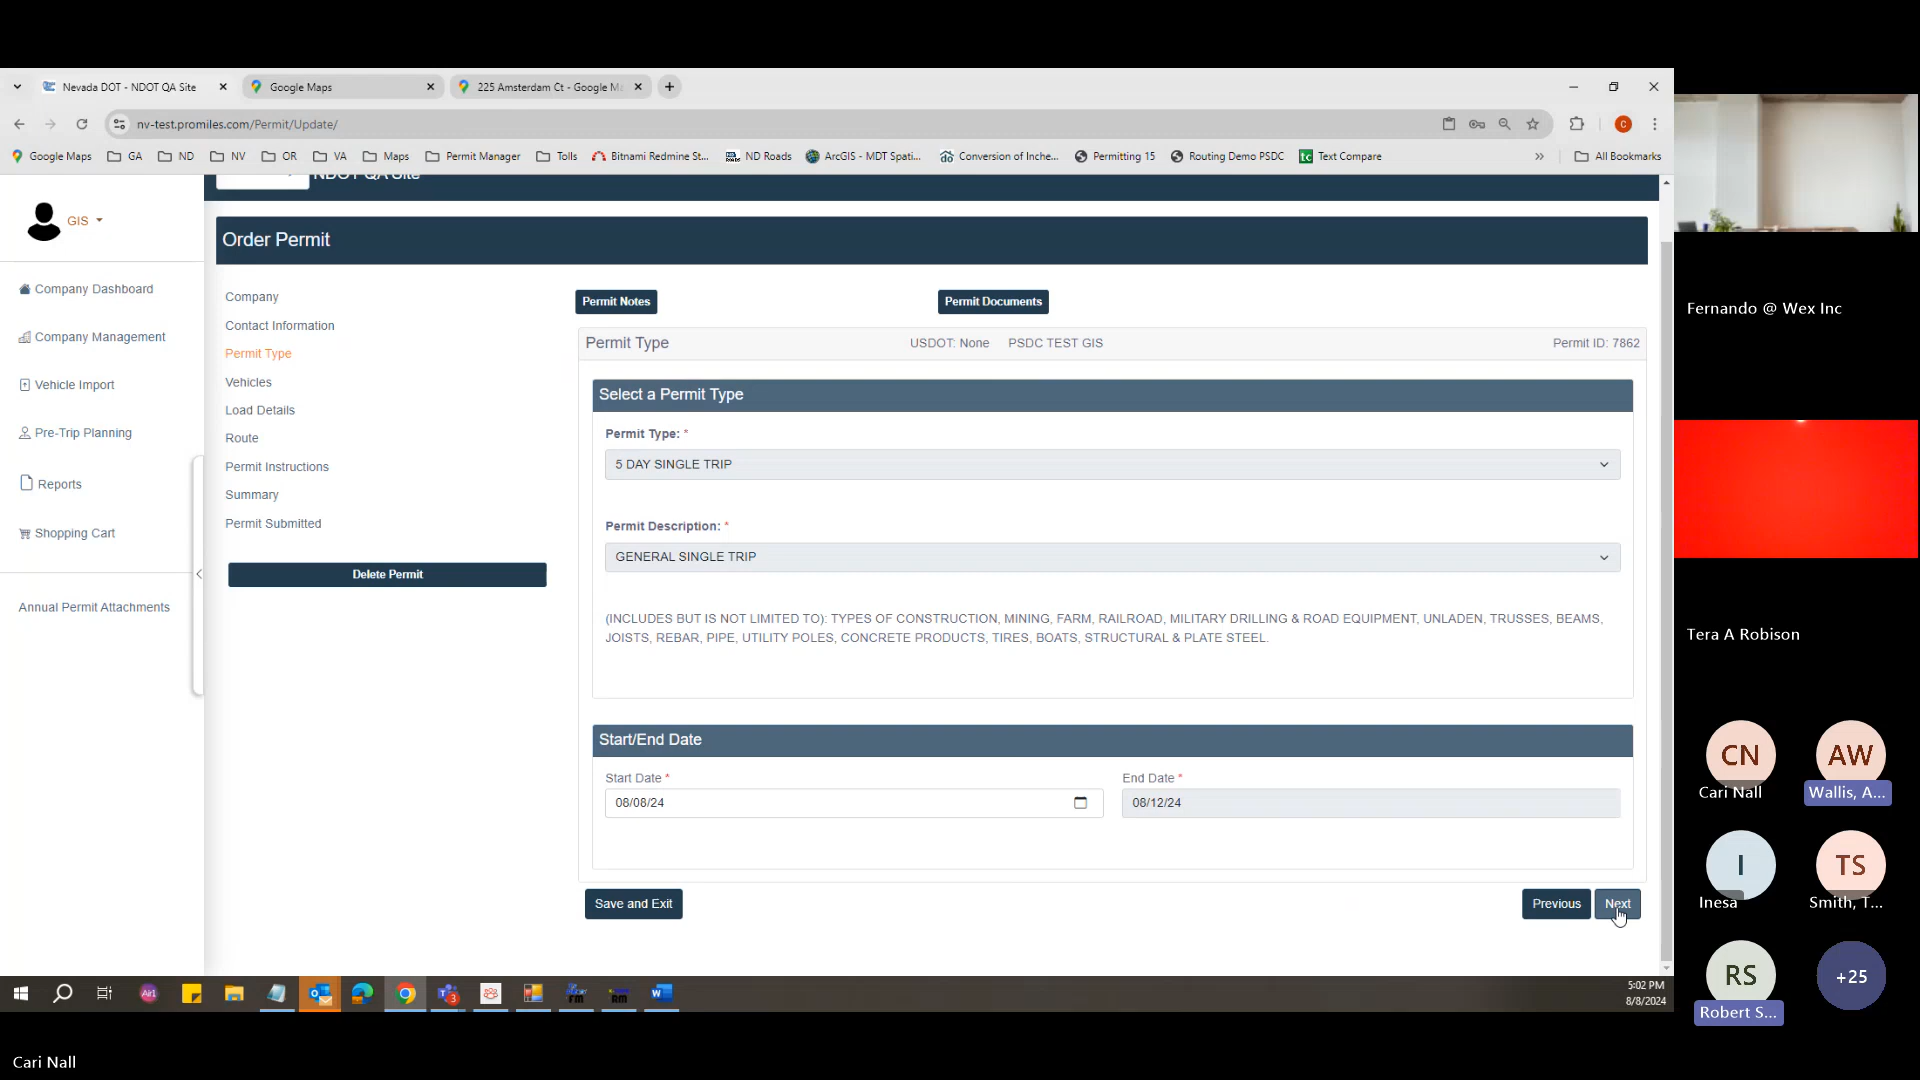 Nevada DOT - NDOT QA Site
Google Maps
225 Amsterdam Ct - Google M
nv-test.promiles.com/Permit/Update/
C
Google Maps
GA
ND
NV
OR
VA
Maps
Permit Manager
Tolls
Bitnami Redmine St...
ND Roads
ArcGIS - MDT Spati...
Conversion of Inche...
Permitting 15
Routing Demo PSDC
tc
Text Compare
All Bookmarks
NDOT QA Site
GIS
Order Permit
Company Dashboard
Company Management
Vehicle Import
Pre-Trip Planning
Reports
Shopping Cart
Annual Permit Attachments
Company
Contact Information
Permit Type
Vehicles
Load Details
Route
Permit Instructions
Summary
Permit Submitted
Delete Permit
Permit Notes
Permit Documents
Permit Type
USDOT: None
PSDC TEST GIS
Permit ID: 7862
Select a Permit Type
Permit Type: *
5 DAY SINGLE TRIP
Permit Description: *
GENERAL SINGLE TRIP
(INCLUDES BUT IS NOT LIMITED TO): TYPES OF CONSTRUCTION, MINING, FARM, RAILROAD, MILITARY DRILLING & ROAD EQUIPMENT, UNLADEN, TRUSSES, BEAMS,
JOISTS, REBAR, PIPE, UTILITY POLES, CONCRETE PRODUCTS, TIRES, BOATS, STRUCTURAL & PLATE STEEL.
Start/End Date
Start Date *
End Date *
08/08/24
08/12/24
Save and Exit
Previous
Next
Fernando @ Wex Inc
Tera A Robison
CN
Cari Nall
AW
Wallis, A...
I
Inesa
TS
Smith, T...
RS
Robert S...
+25
5:02 PM
8/8/2024
Cari Nall